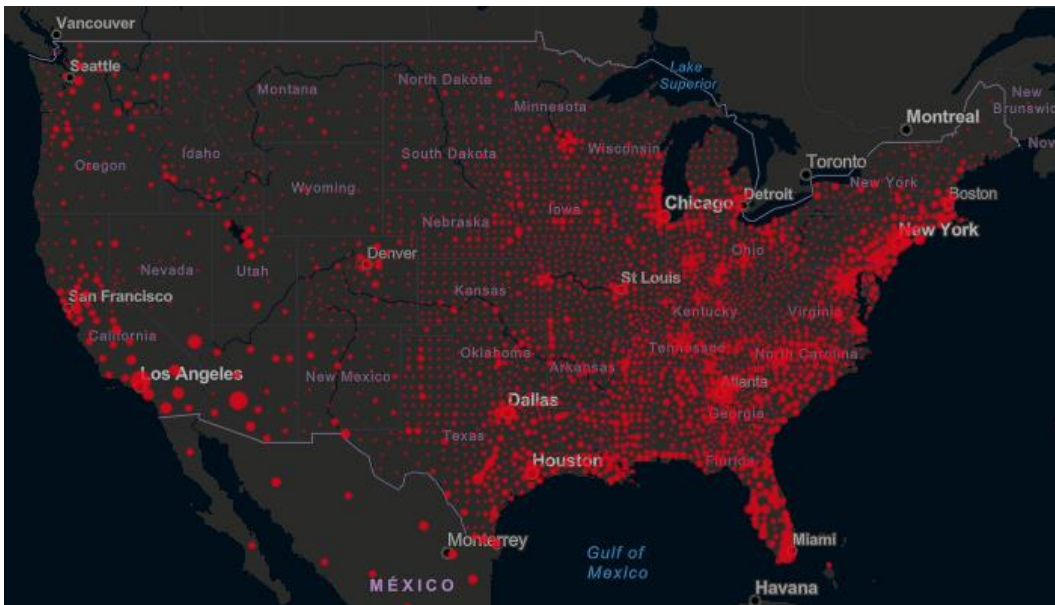 Vancouver
Seattle
Lake
Superior
North Dakota
Montana
Minnesota
New
Brunswick
Montreal
Nov
Oregon
Idaho
South Dakota
Wisconsin
Toronto
Wyoming
New York
Detroit
Boston
Chicago
Nebraska
Iowa
New York
Ohio
Denver
Nevada
Utah
St Louis
Kansas
San Francisco
Kentucky
Virginia
California
Tennessee
North Carolina
Oklahoma
Arkansas
Los Angeles
New Mexico
Atlanta
Dallas
Georgia
Texas
Houston
Florida
Monterrey
Miami
Gulf of
Mexico
MÉXICO
Havana